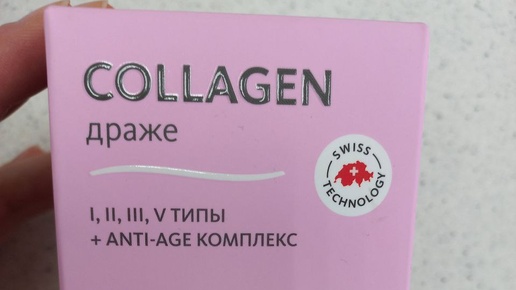 COLLAGEN
драже
SWISS
TECHNOLOGY
I, II, III, V ТИПЫ
+ ANTI-AGE КОМПЛЕКС